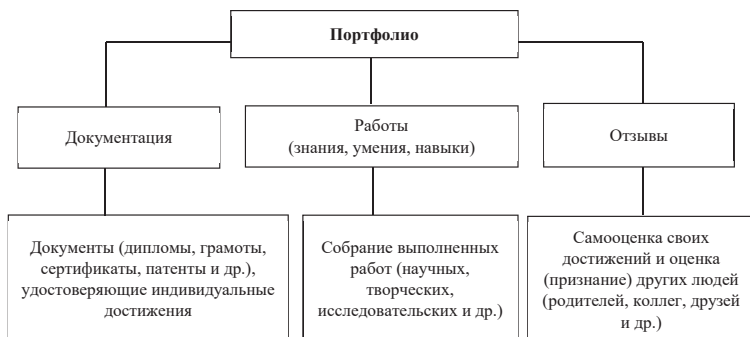 Портфолио
Документация
Работы
(знания, умения, навыки)
Отзывы
Документы (дипломы, грамоты,
сертификаты, патенты и др.),
удостоверяющие индивидуальные
достижения
Собрание выполненных
работ (научных,
творческих,
исследовательских и др.)
Самооценка своих
достижений и оценка
(признание) других людей
(родителей, коллег, друзей
и др.)